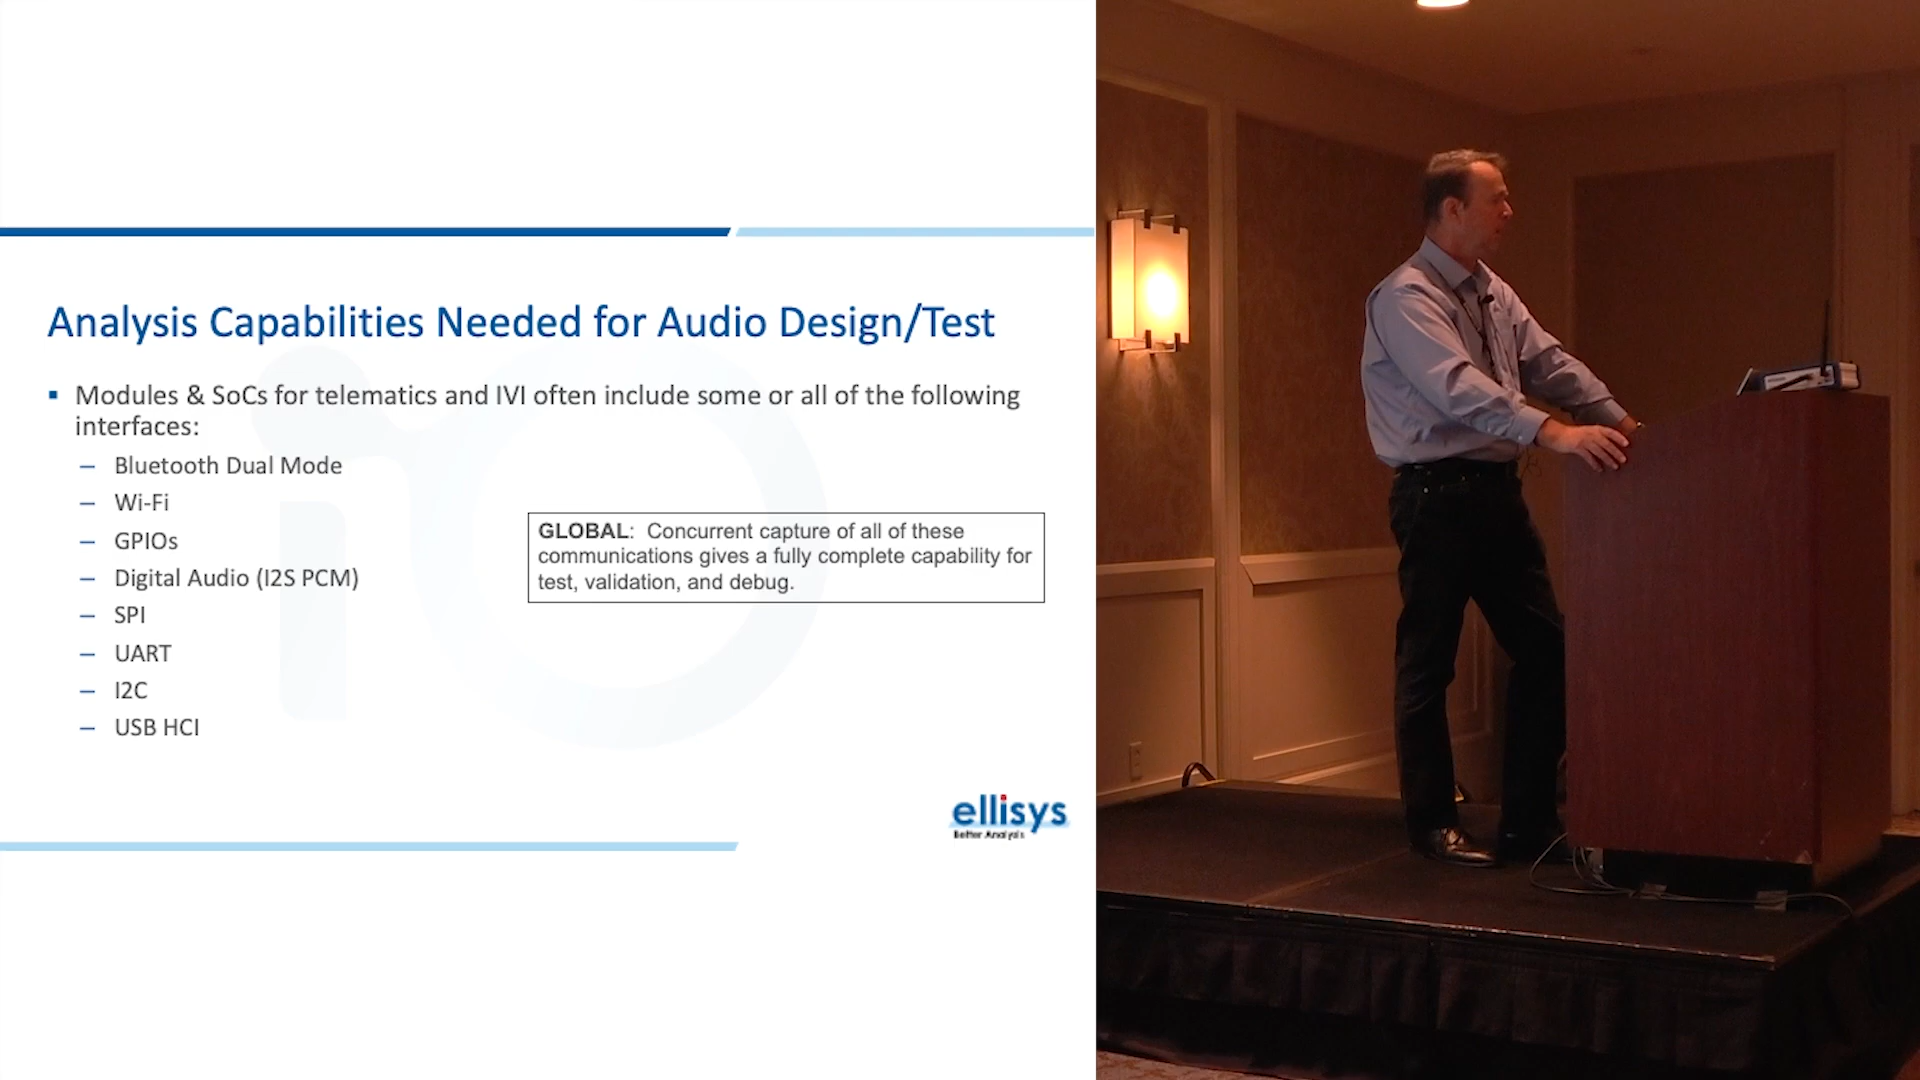 Analysis Capabilities Needed for Audio Design/Test
▪ Modules & SoCs for telematics and IVI often include some or all of the following
interfaces:
– Bluetooth Dual Mode
– Wi-Fi
– GPIOs
– Digital Audio (I2S PCM)
– SPI
– UART
– I2C
– USB HCI
GLOBAL: Concurrent capture of all of these
communications gives a fully complete capability for
test, validation, and debug.
ellisys
Better Analysis